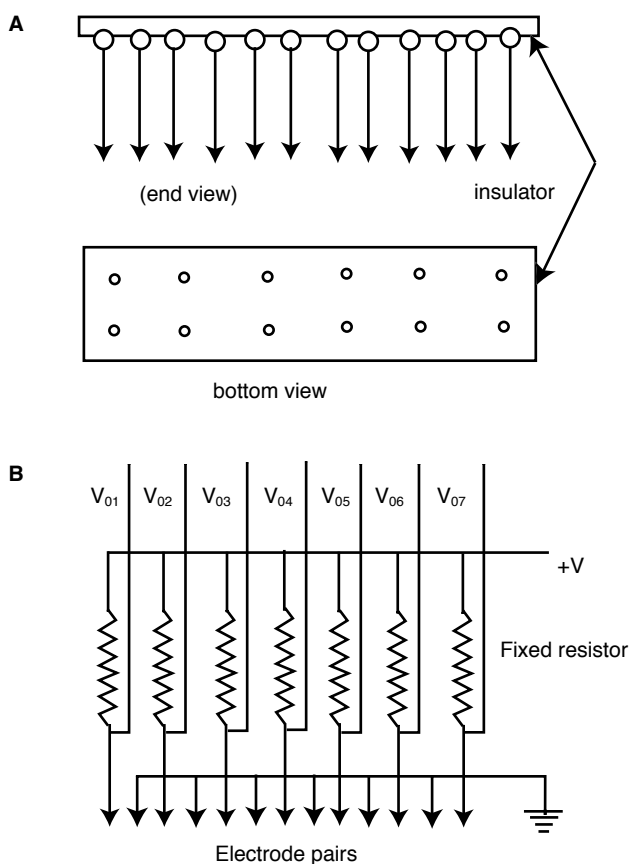 A
(end view)
insulator
bottom view
B
V01 V02 V03 V04 V05 V06 V07
+V
Fixed resistor
Electrode pairs